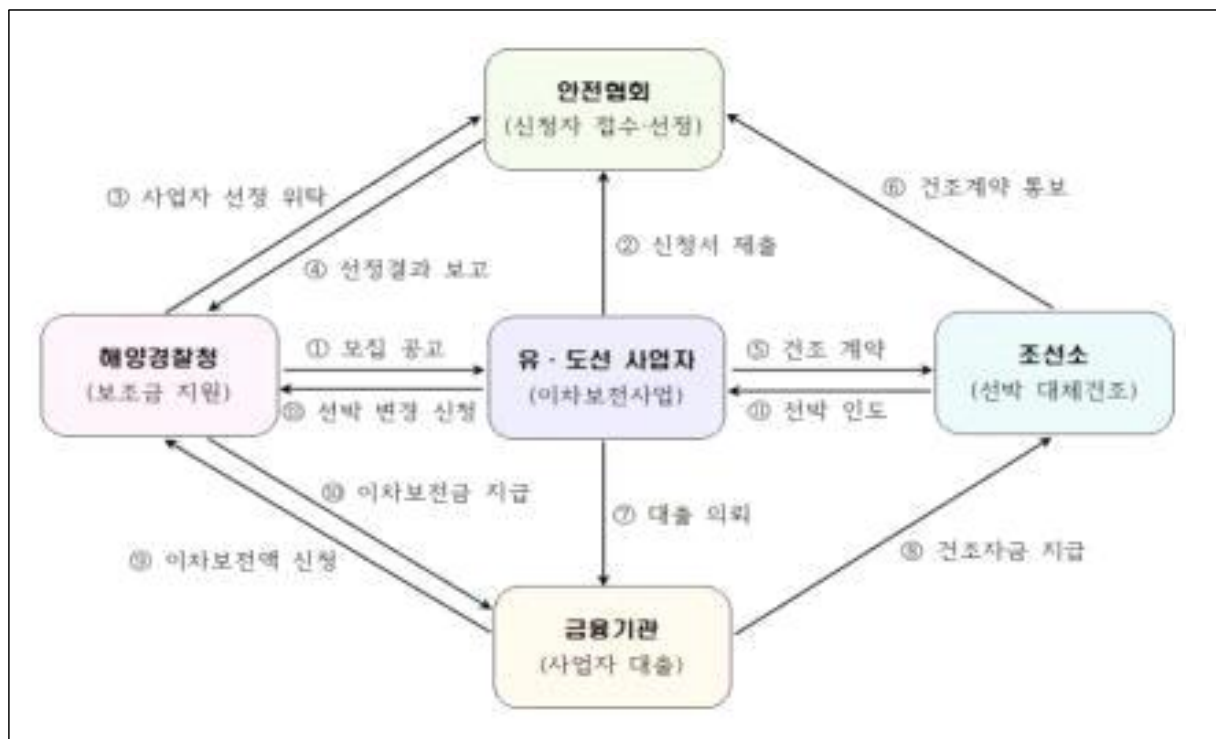 안전협회
(신청자 접수·선정)
③ 사업자 선정 위탁
⑥ 건조계약 통보
② 신청서 제출
④ 선정결과 보고
해양경찰청
(보조금 지원)
① 모집 공고
유·도선 사업자
(이차보전사업)
⑤ 건조 계약
조선소
(선박 대체건조)
⑫ 선박 변경 신청
⑪ 선박 인도
⑩ 이차보전금 지급
⑦ 대출 의뢰
⑨ 이차보전액 신청
⑧ 건조자금 지급
금융기관
(사업자 대출)